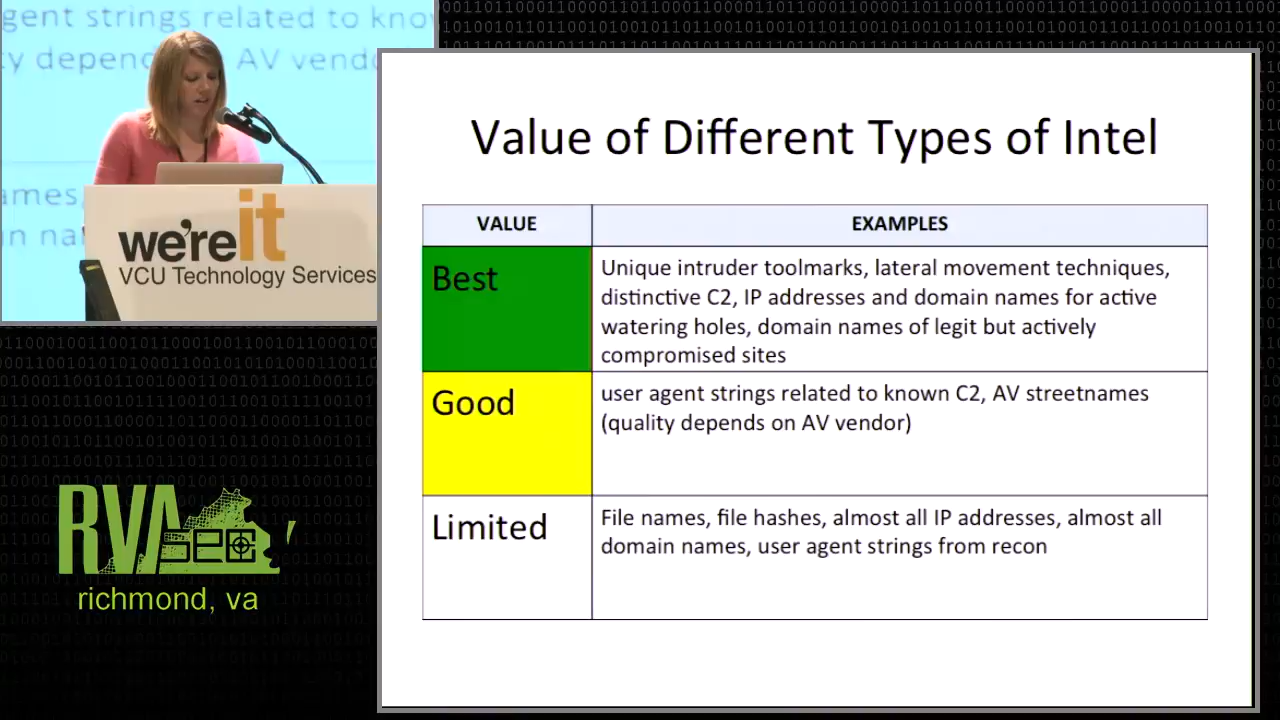 agent strings related to know
ty depend AV vendo
ames,
in na
we're it
VCU Technology Services
RVA
richmond, va
Value of Different Types of Intel
VALUE
EXAMPLES
Best
Unique intruder toolmarks, lateral movement techniques,
distinctive C2, IP addresses and domain names for active
watering holes, domain names of legit but actively
compromised sites
Good
user agent strings related to known C2, AV streetnames
(quality depends on AV vendor)
Limited
File names, file hashes, almost all IP addresses, almost all
domain names, user agent strings from recon